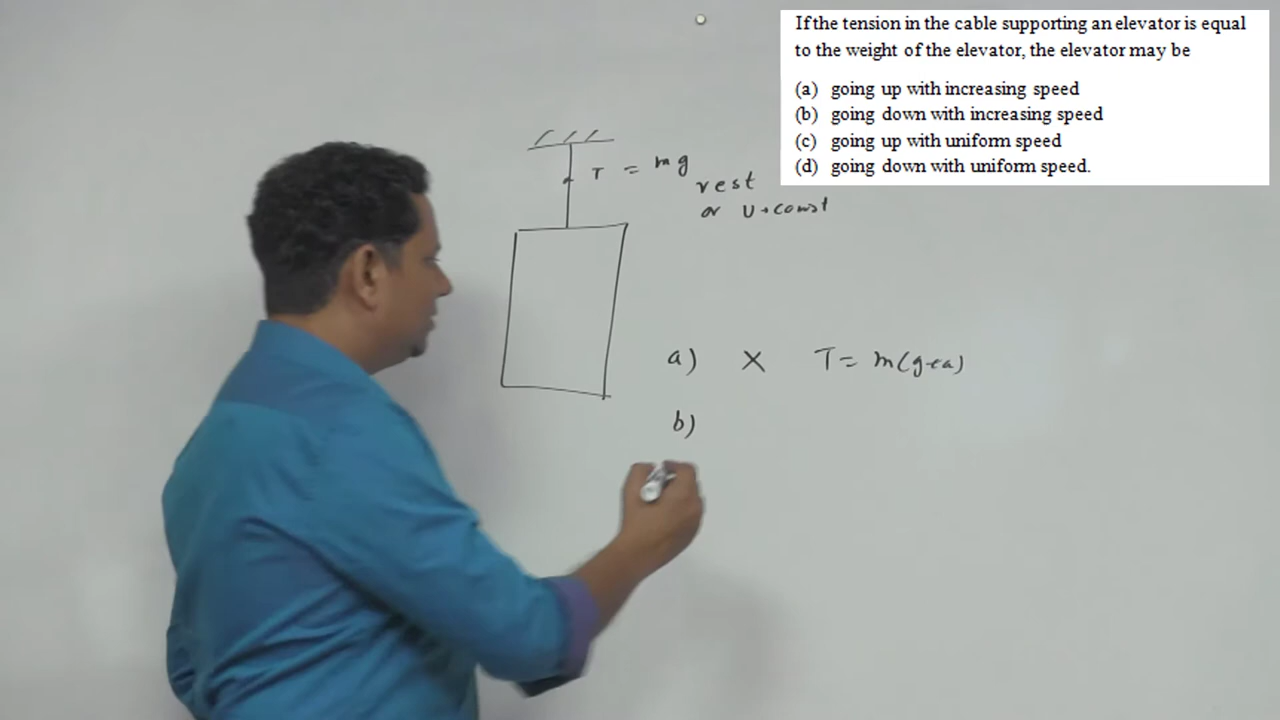 If the tension in the cable supporting an elevator is equal
to the weight of the elevator, the elevator may be
(a) going up with increasing speed
(b) going down with increasing speed
(c) going up with uniform speed
(d) going down with uniform speed.
T = mg
rest
or U → const
a) X T = m(g+a)
b)